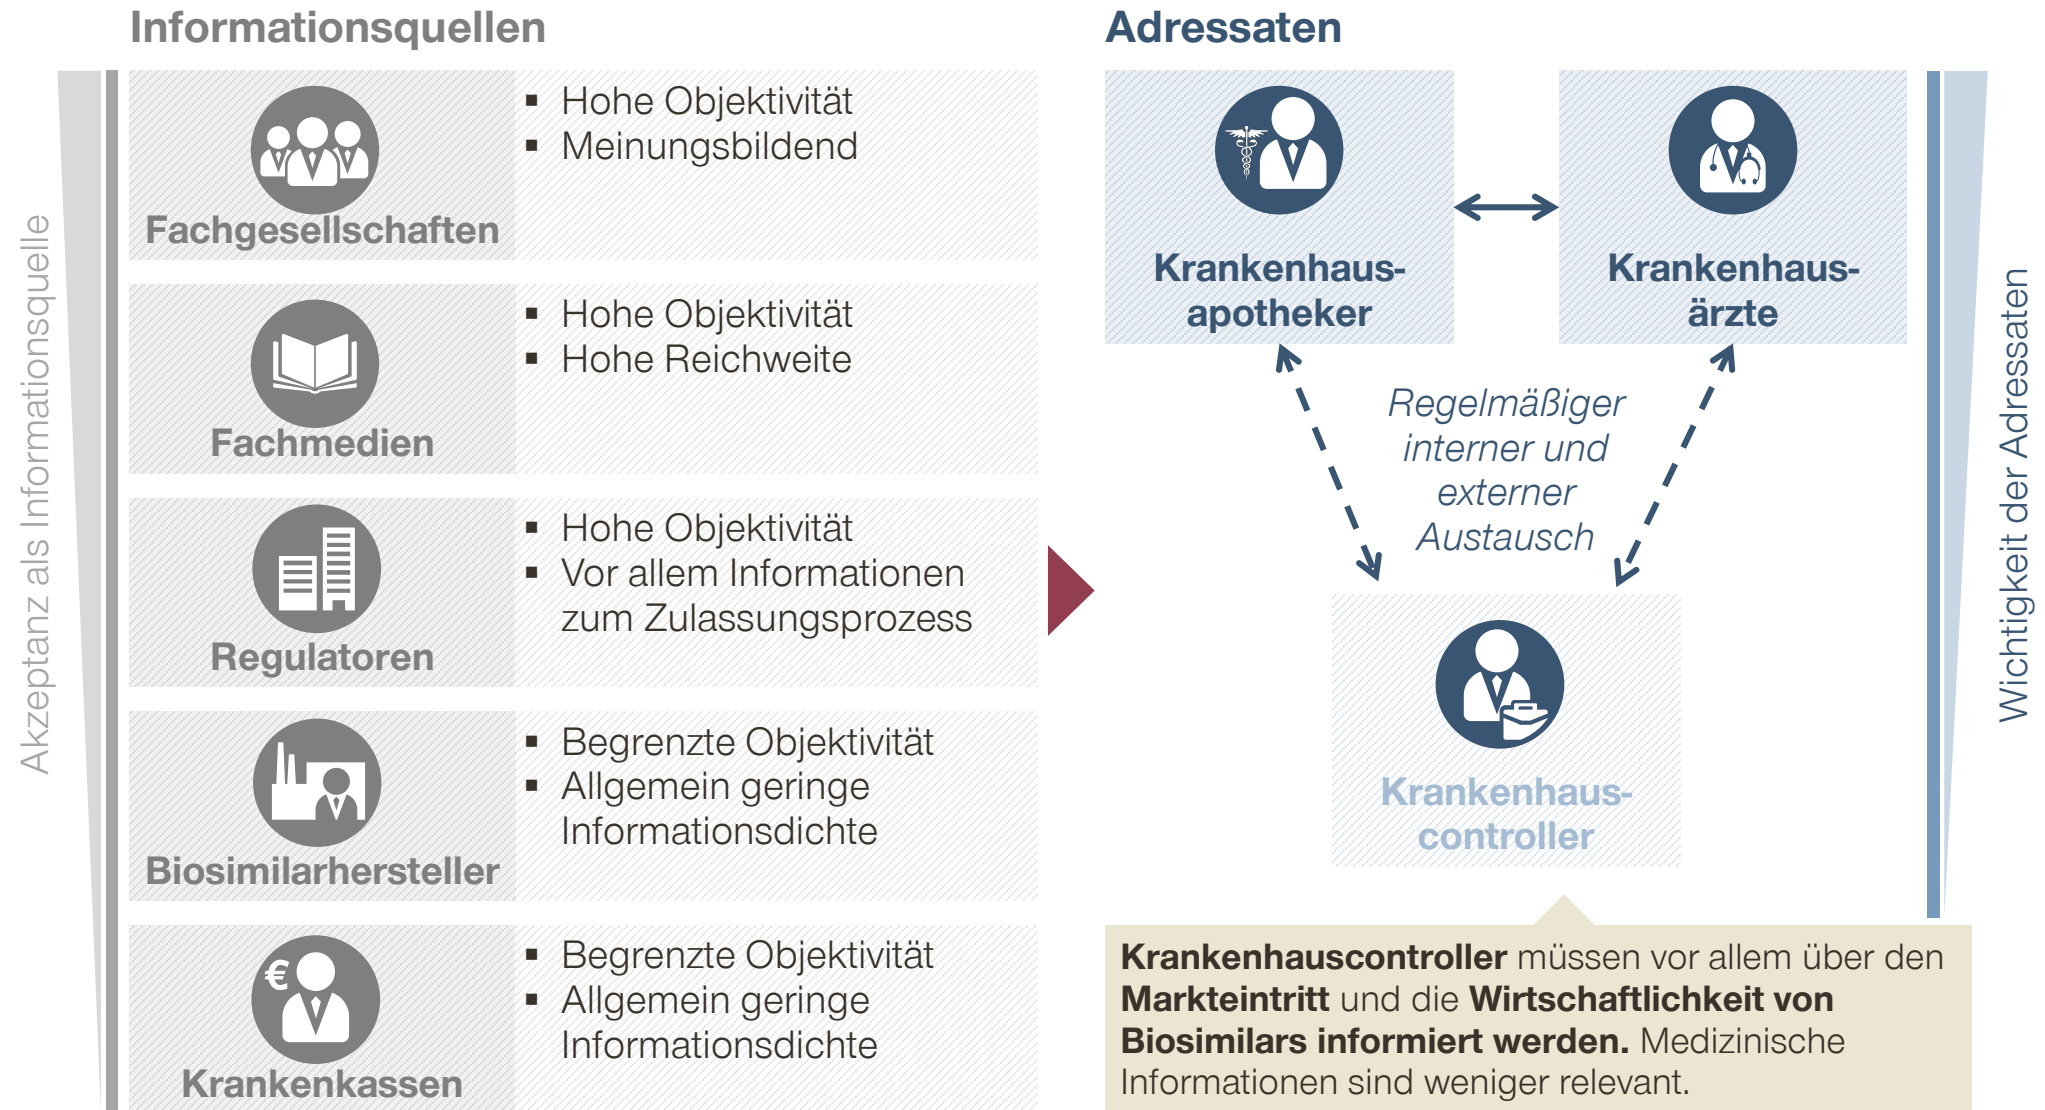 Informationsquellen
Akzeptanz als Informationsquelle
Fachgesellschaften
▪ Hohe Objektivität
▪ Meinungsbildend
Fachmedien
▪ Hohe Objektivität
▪ Hohe Reichweite
Regulatoren
▪ Hohe Objektivität
▪ Vor allem Informationen
zum Zulassungsprozess
Biosimilarhersteller
▪ Begrenzte Objektivität
▪ Allgemein geringe
Informationsdichte
€
Krankenkassen
▪ Begrenzte Objektivität
▪ Allgemein geringe
Informationsdichte
Adressaten
Krankenhaus-
apotheker
Krankenhaus-
ärzte
Regelmäßiger
interner und
externer
Austausch
Krankenhaus-
controller
Wichtigkeit der Adressaten
Krankenhauscontroller müssen vor allem über den
Markteintritt und die Wirtschaftlichkeit von
Biosimilars informiert werden. Medizinische
Informationen sind weniger relevant.